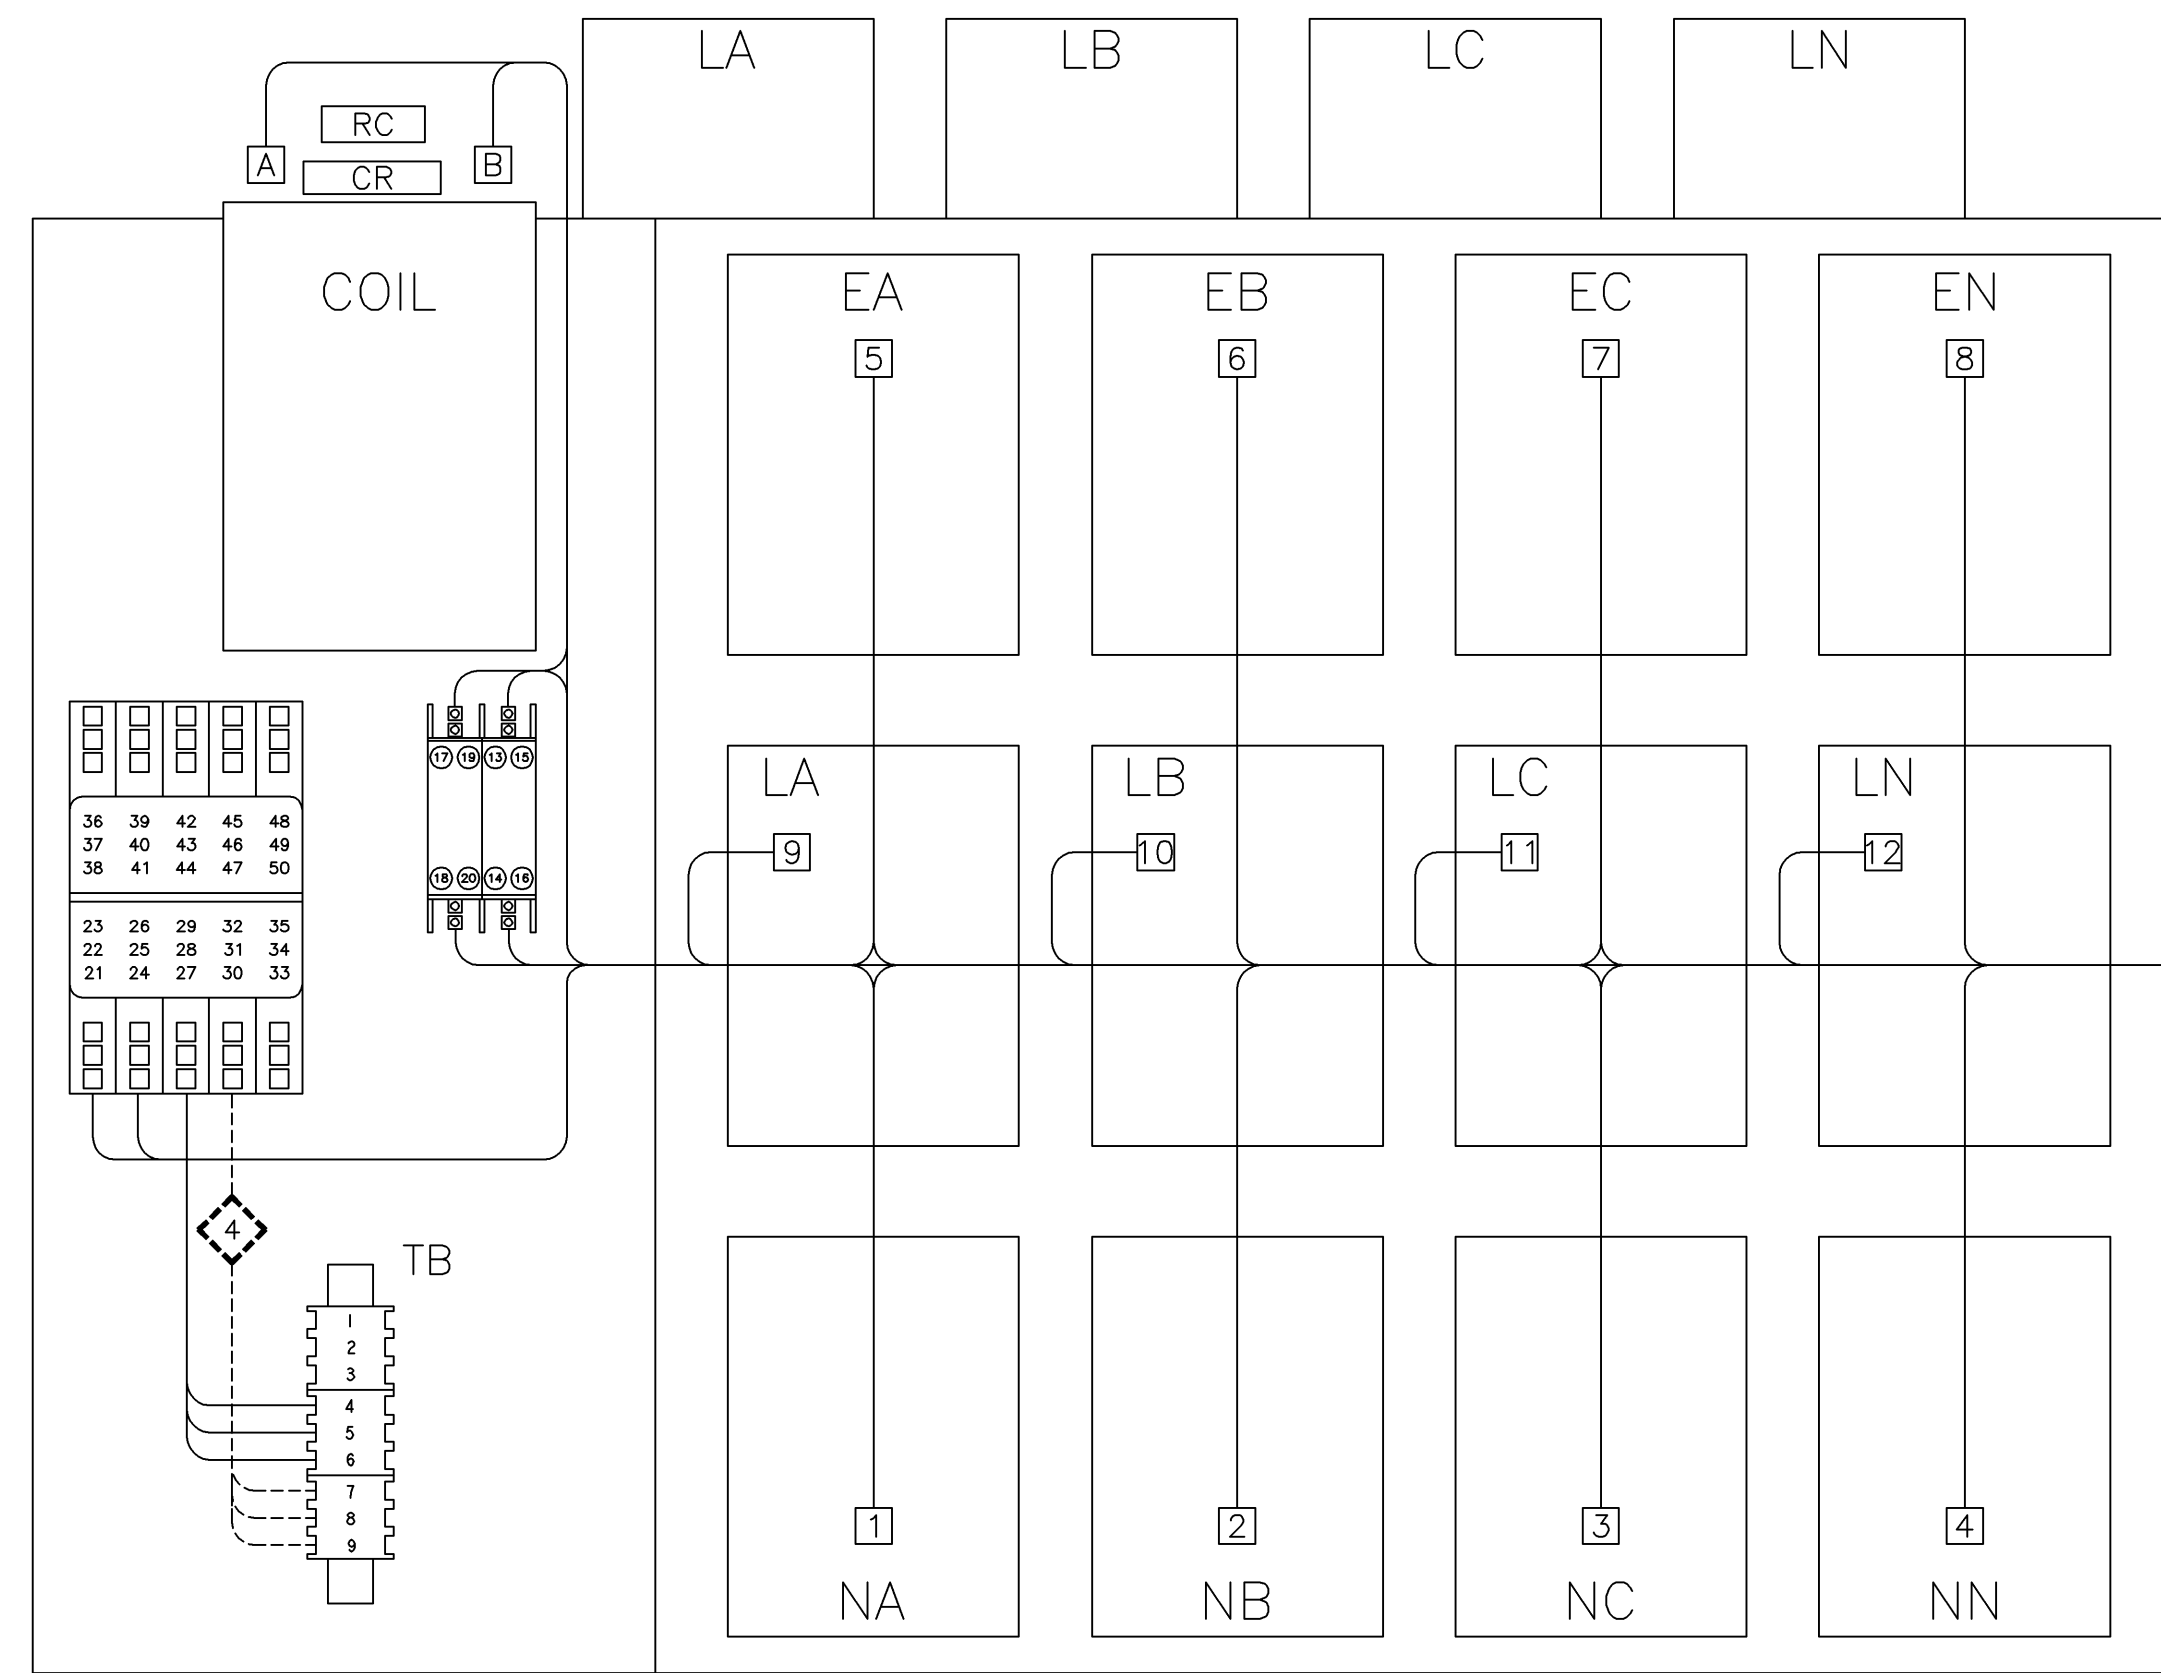 LA LB LC LN
RC
A CR B
COIL
EA EB EC EN
5 6 7 8
17 19 13 15
LA LB LC LN
36 39 42 45 48
37 40 43 46 49
38 41 44 47 50
9 10 11 12
18 20 14 16
23 26 29 32 35
22 25 28 31 34
21 24 27 30 33
4
TB
1
2
3
4
5
6
7
8
9
1 2 3 4
NA NB NC NN